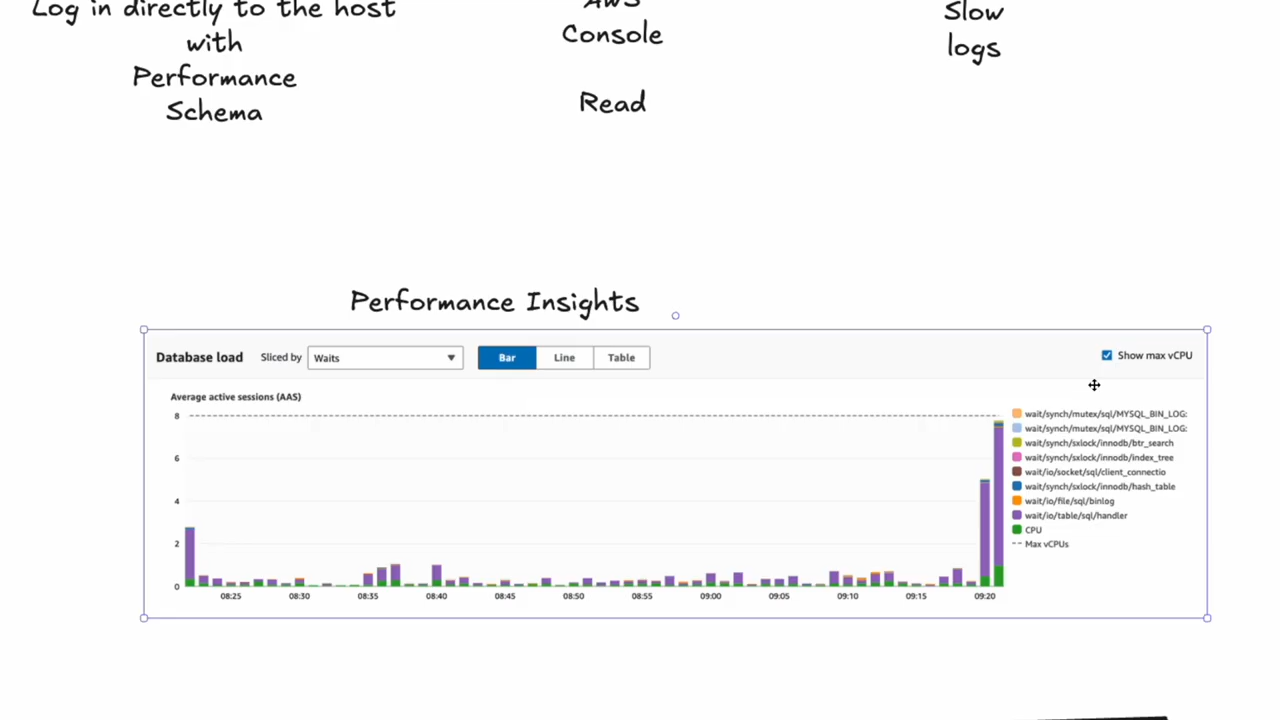 Log in directly to the host
with
Performance
Schema
AWS
Console
Read
Slow
logs
Performance Insights
Database load Sliced by Waits Bar Line Table Show max vCPU
Average active sessions (AAS)
8
6
4
2
0
08:25 08:30 08:35 08:40 08:45 08:50 08:55 09:00 09:05 09:10 09:15 09:20
wait/synch/mutex/sql/MYSQL_BIN_LOG:
wait/synch/mutex/sql/MYSQL_BIN_LOG:
wait/synch/sxlock/innodb/btr_search
wait/synch/sxlock/innodb/index_tree
wait/io/socket/sql/client_connectio
wait/synch/sxlock/innodb/hash_table
wait/io/file/sql/binlog
wait/io/table/sql/handler
CPU
Max vCPUs